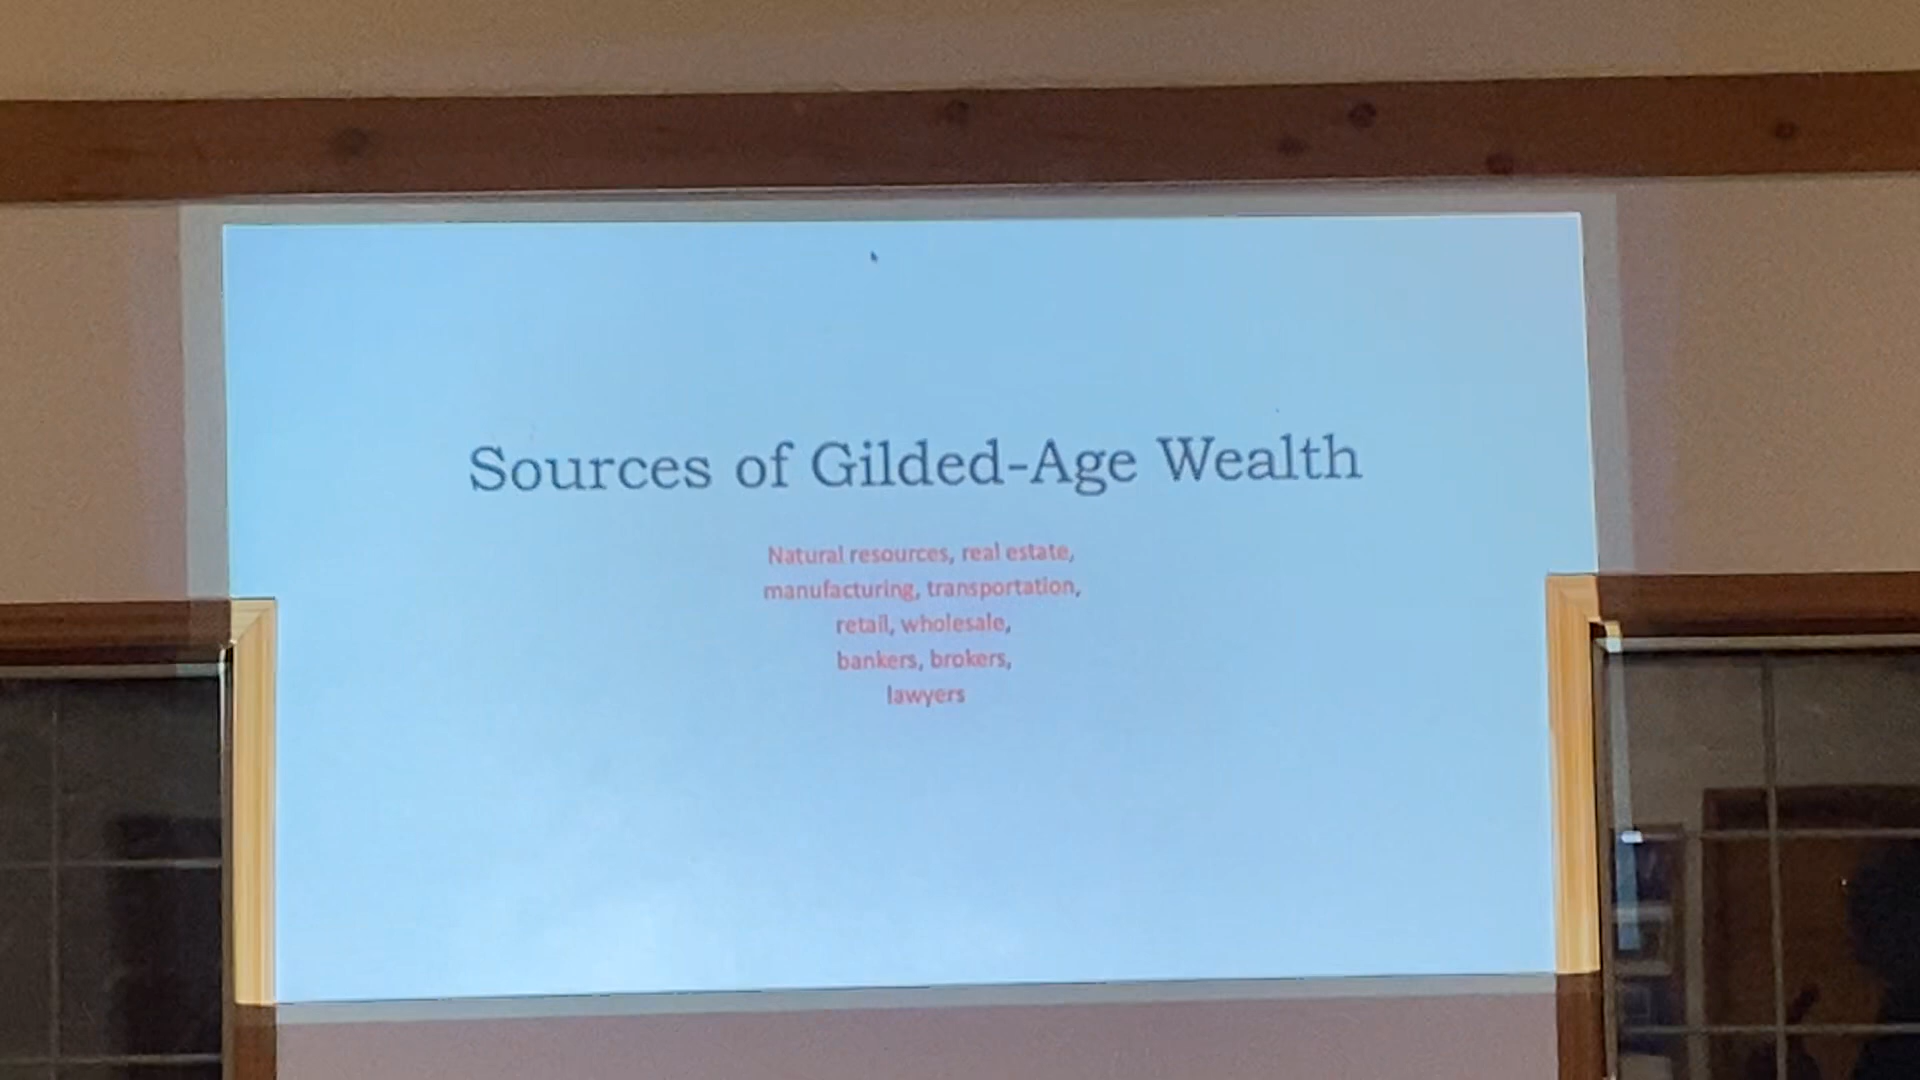 Sources of Gilded-Age Wealth
Natural resources, real estate,
manufacturing, transportation,
retail, wholesale,
bankers, brokers,
lawyers